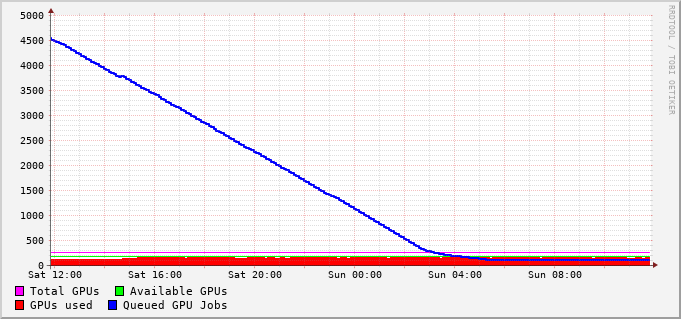 5000
4500
4000
3500
3000
2500
2000
1500
1000
500
0
Sat 12:00 Sat 16:00 Sat 20:00 Sun 00:00 Sun 04:00 Sun 08:00
Total GPUs Available GPUs
GPUs used Queued GPU Jobs
RRDTOOL / TOBI OETIKER